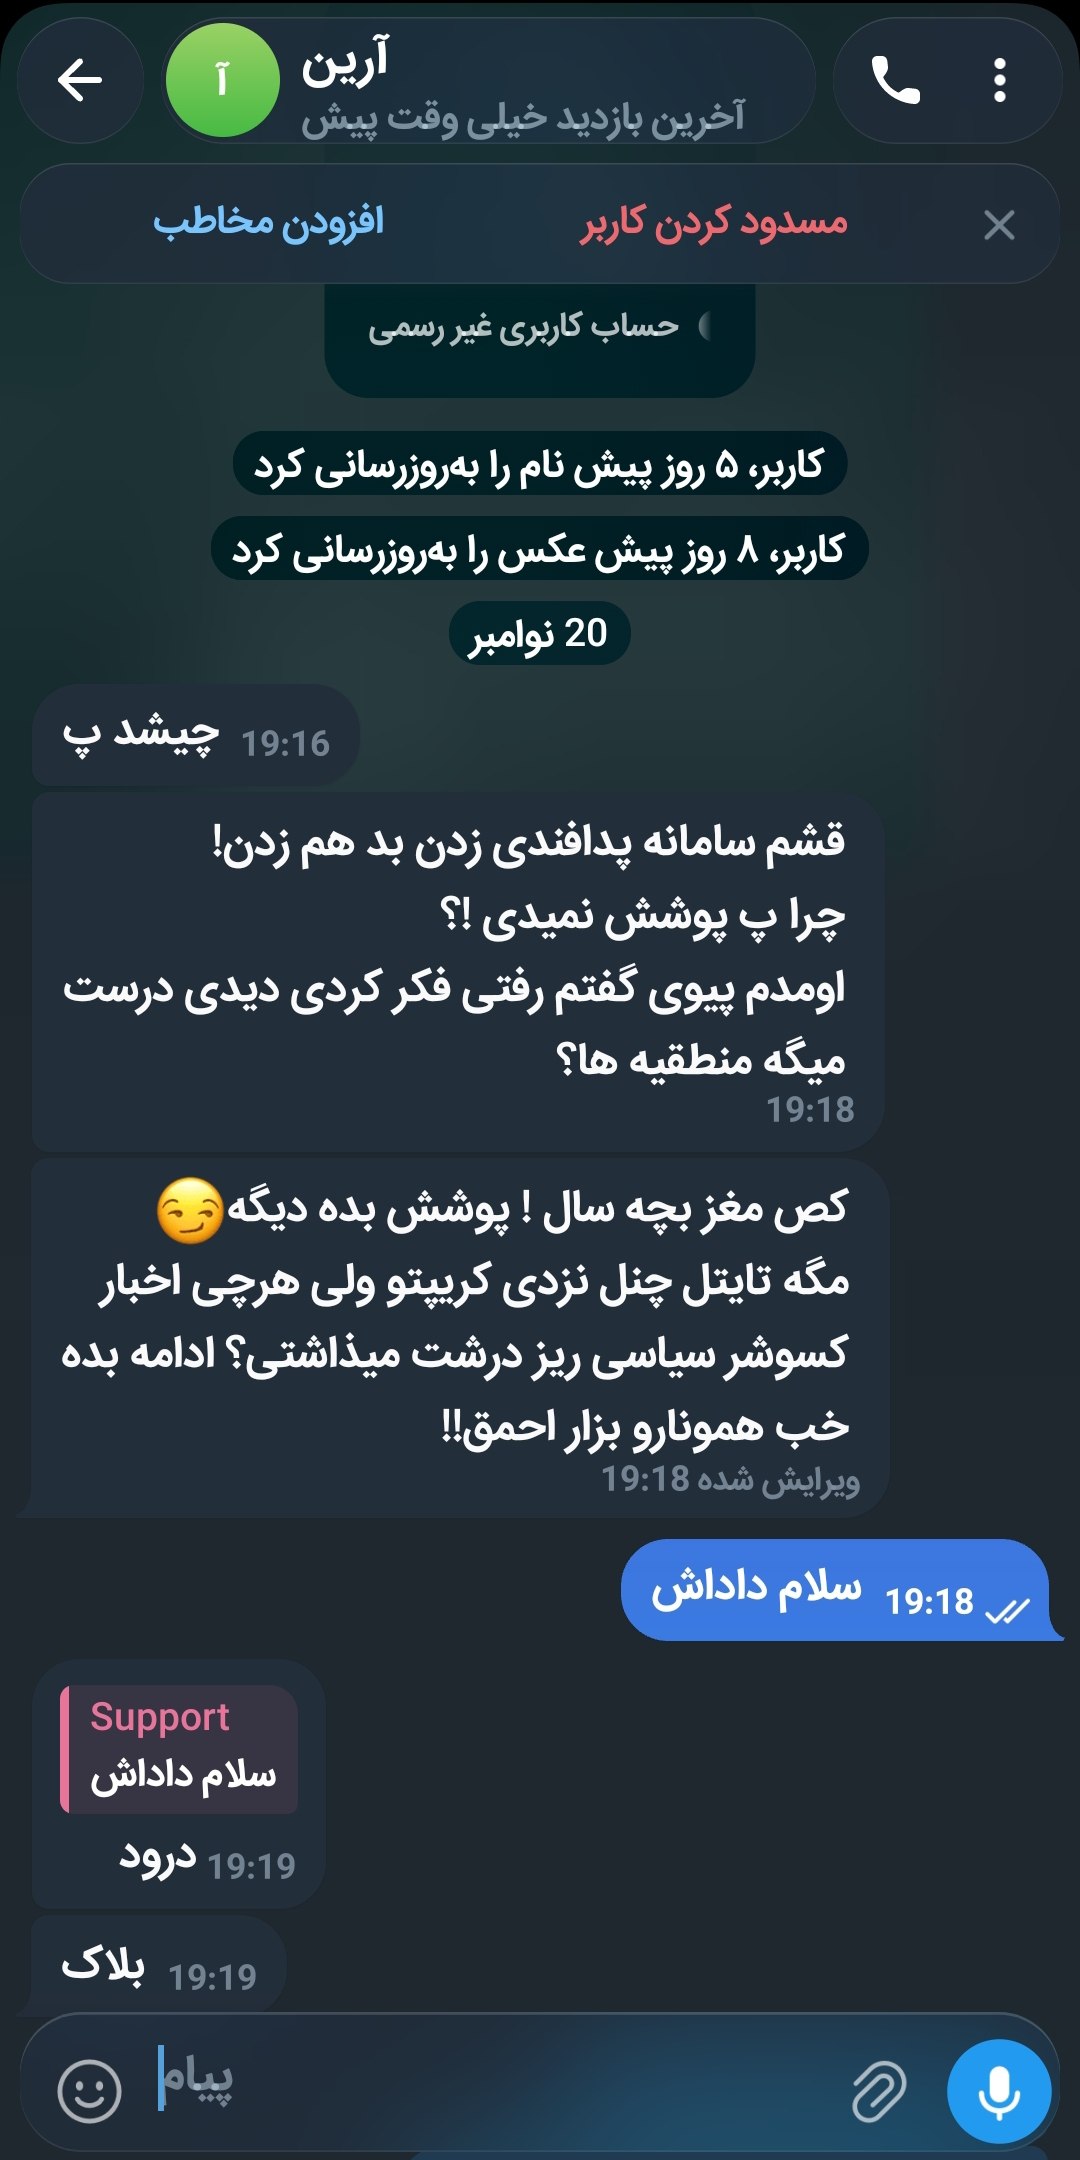 آرین
آ
آخرین بازدید خیلی وقت پیش
مسدود کردن کاربر
افزودن مخاطب
حساب کاربری غیر رسمی
کاربر، ۵ روز پیش نام را به‌روزرسانی کرد
کاربر، ۸ روز پیش عکس را به‌روزرسانی کرد
20 نوامبر
چیشد پ 19:16
قشم سامانه پدافندی زدن بد هم زدن!
چرا پ پوشش نمیدی !؟
اومدم پیوی گفتم رفتی فکر کردی دیدی درست
میگه منطقیه ها؟
19:18
کص مغز بچه سال ! پوشش بده دیگه😏
مگه تایتل چنل نزدی کریپتو ولی هرچی اخبار
کسوشر سیاسی ریز درشت میذاشتی؟ ادامه بده
خب همونارو بزار احمق!!
ویرایش شده 19:18
سلام داداش 19:18
Support
سلام داداش
درود 19:19
بلاک 19:19
پیام